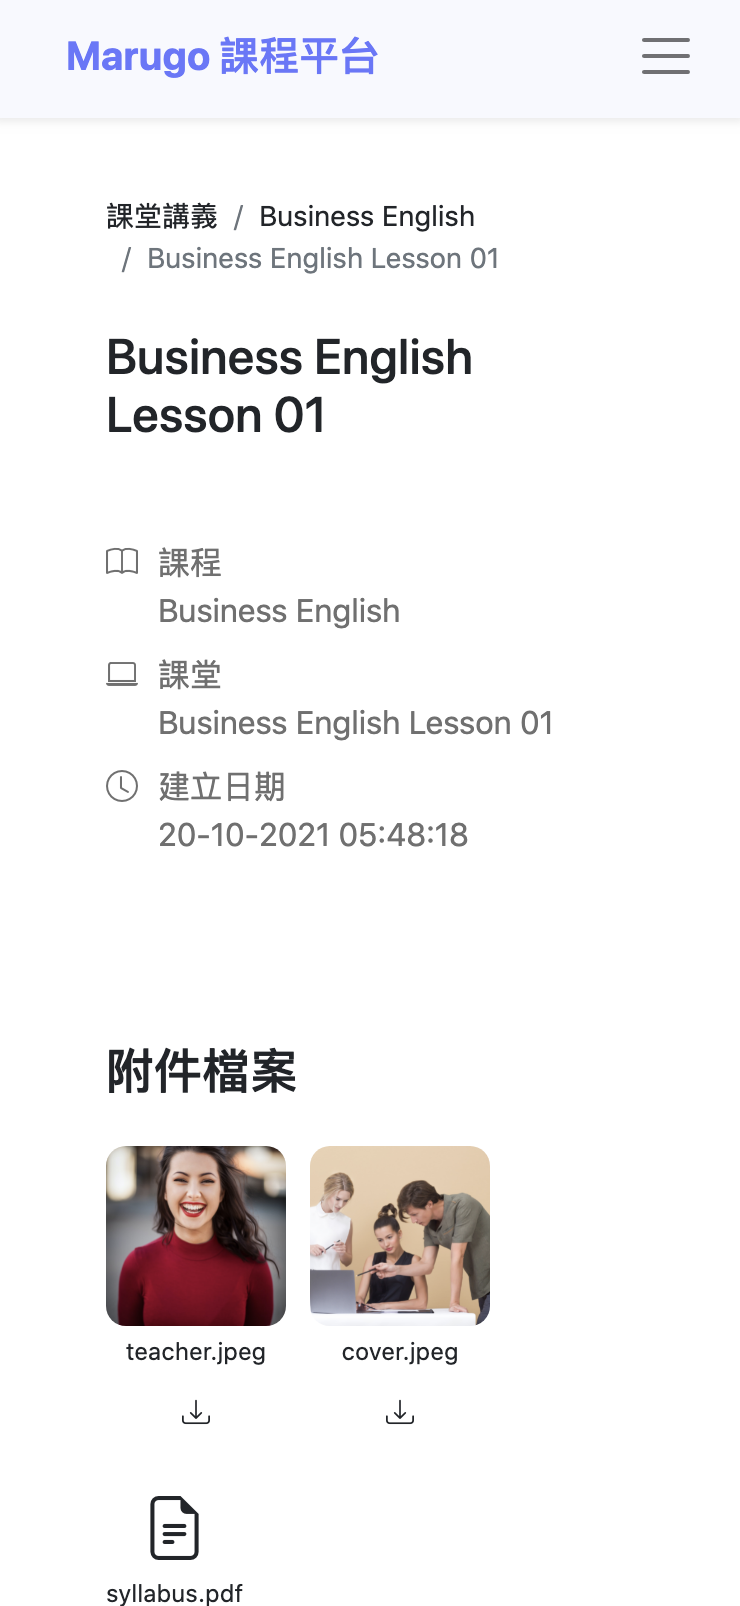 Marugo 課程平台
課堂講義 / Business English
/ Business English Lesson 01
Business English
Lesson 01
課程
Business English
課堂
Business English Lesson 01
建立日期
20-10-2021 05:48:18
附件檔案
teacher.jpeg cover.jpeg
syllabus.pdf